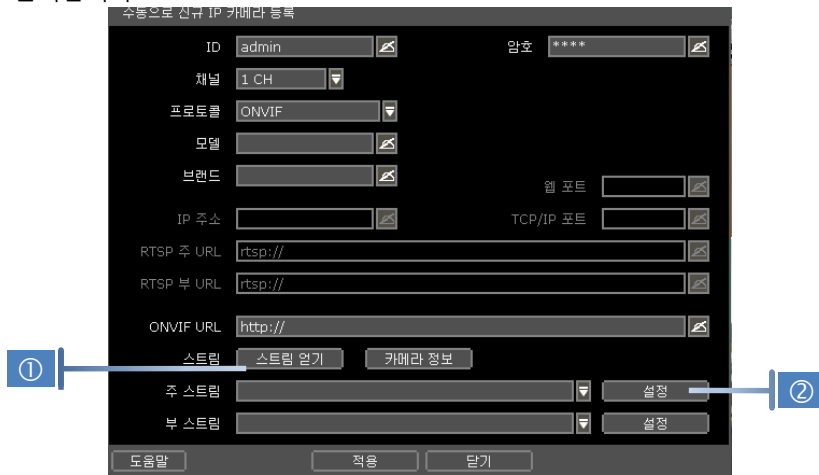 수동으로 신규 IP 카메라 등록
ID admin 암호 ****
채널 1 CH
프로토콜 ONVIF
모델
브랜드
웹 포트
IP 주소 TCP/IP 포트
RTSP 주 URL rtsp://
RTSP 부 URL rtsp://
ONVIF URL http://
스트림 스트림 얻기 카메라 정보
①
주 스트림 설정
②
부 스트림 설정
도움말 적용 닫기